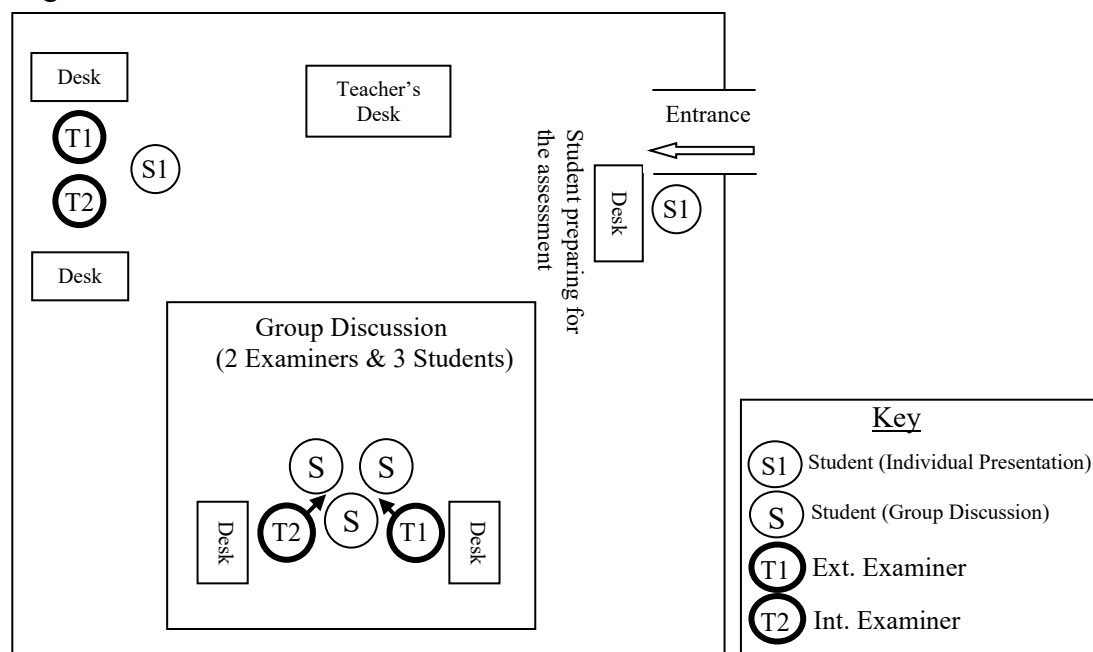 Desk
Teacher's
Desk
Entrance
T1
S1
T2
Student preparing for
the assessment
Desk
S1
Desk
Group Discussion
(2 Examiners & 3 Students)
S
S
S
Desk
T2
T1
Desk
Key
S1 Student (Individual Presentation)
S Student (Group Discussion)
T1 Ext. Examiner
T2 Int. Examiner